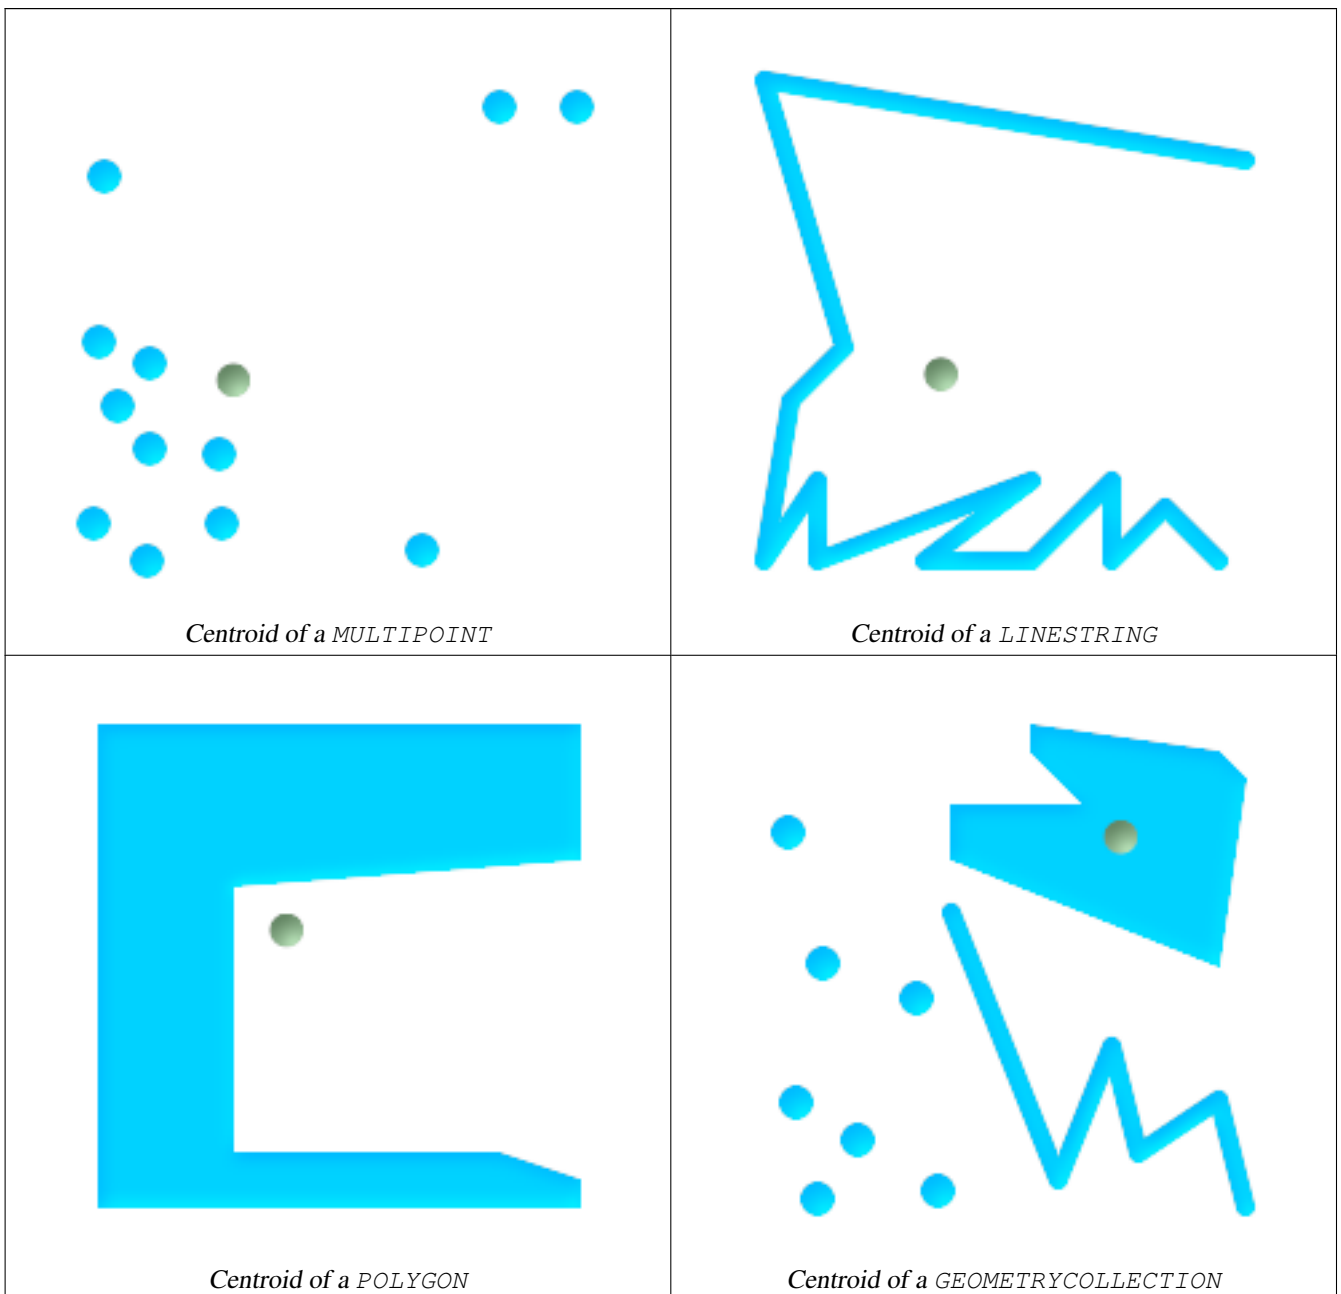 Centroid of a MULTIPOINT
Centroid of a LINESTRING
Centroid of a POLYGON
Centroid of a GEOMETRYCOLLECTION